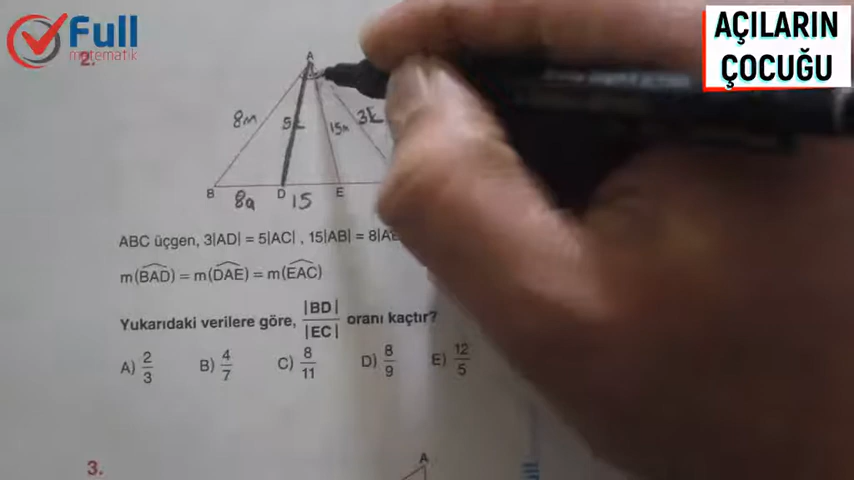 Full
matematik
AÇILARIN
ÇOCUĞU
2.
A
8m
5k
15m
3k
B
D
E
8a
15
ABC üçgen, 3|AD| = 5|AC| , 15|AB| = 8|AE
m(BAD) = m(DAE) = m(EAC)
Yukarıdaki verilere göre, |BD| / |EC| oranı kaçtır?
A) 2/3 B) 4/7 C) 8/11 D) 8/9 E) 12/5
3.
A